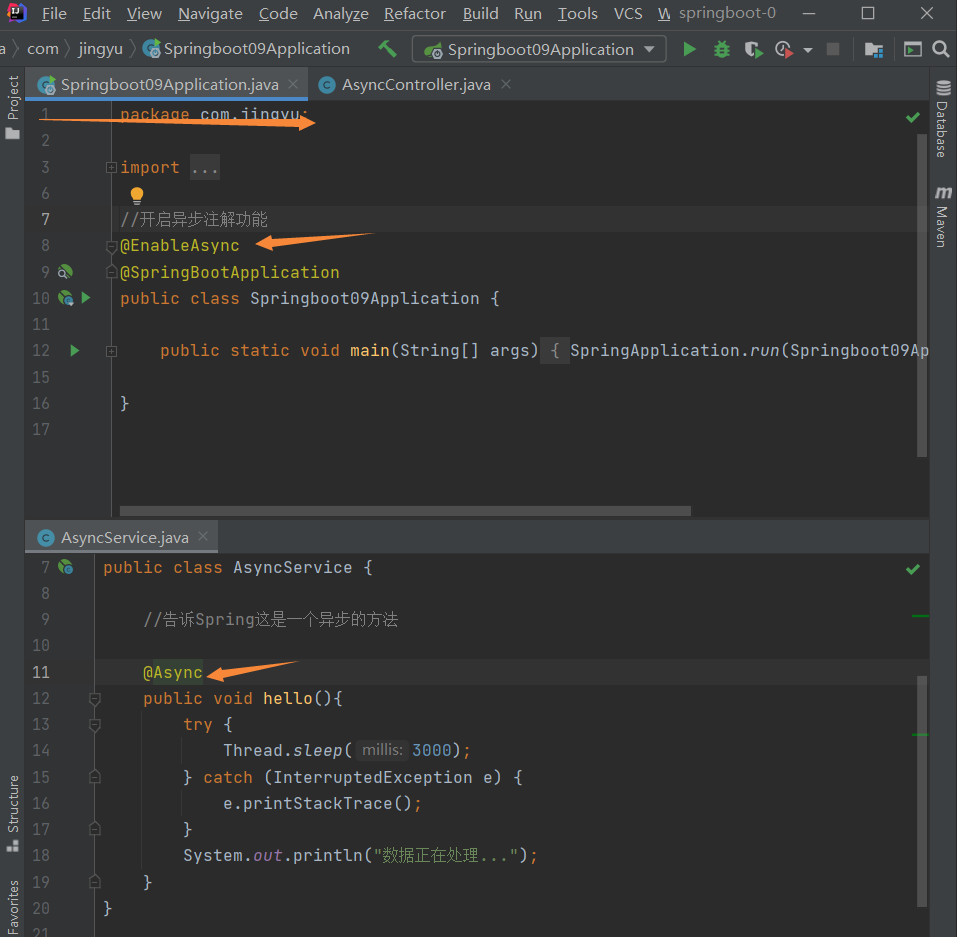 File Edit View Navigate Code Analyze Refactor Build Run Tools VCS W springboot-0
a com jingyu Springboot09Application Springboot09Application
Project
Springboot09Application.java AsyncController.java
1 package com.jingyu;
2
3 import ...
6
7 //开启异步注解功能
8 @EnableAsync
9 @SpringBootApplication
10 public class Springboot09Application {
11
12 public static void main(String[] args) { SpringApplication.run(Springboot09Ap
15
16 }
17
Database
m Maven
AsyncService.java
7 public class AsyncService {
8
9 //告诉Spring这是一个异步的方法
10
11 @Async
12 public void hello(){
13 try {
14 Thread.sleep( millis: 3000);
15 } catch (InterruptedException e) {
16 e.printStackTrace();
17 }
18 System.out.println("数据正在处理...");
19 }
20 }
21
Structure
Favorites